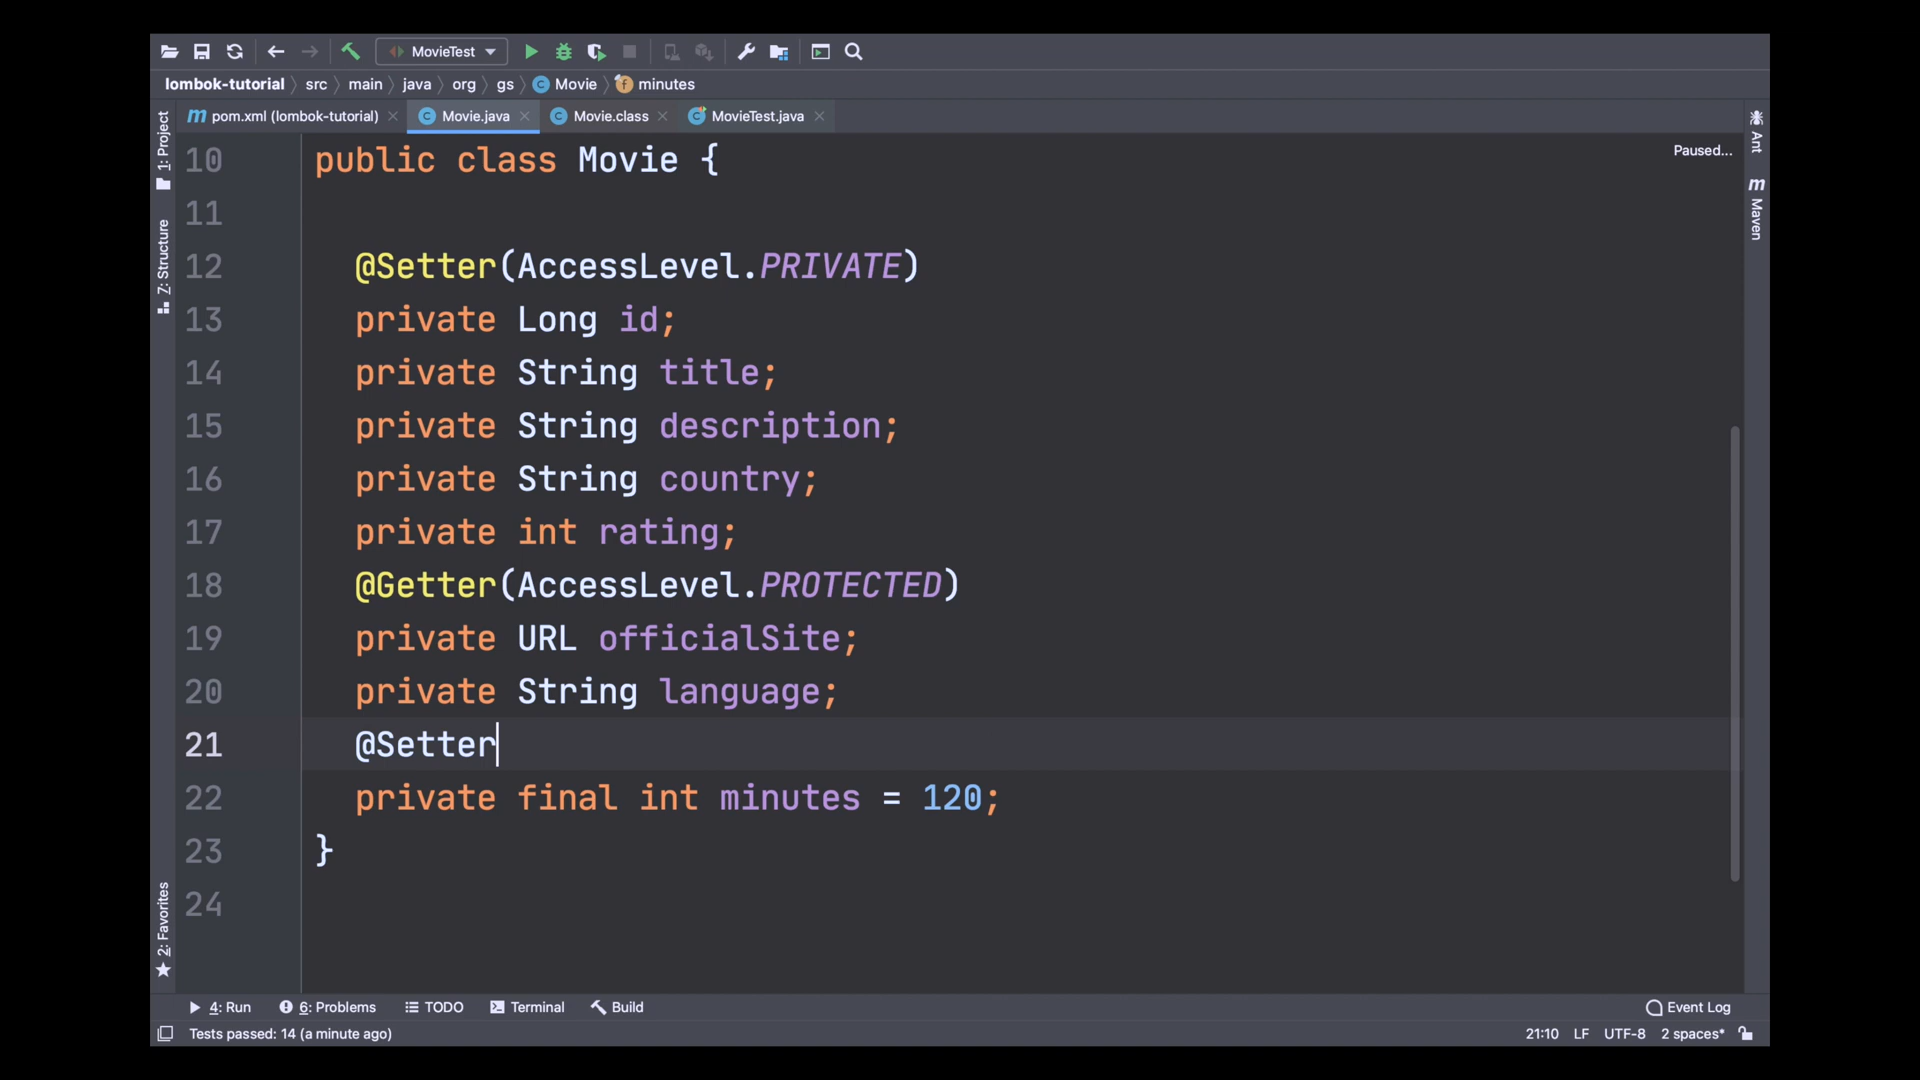 MovieTest
lombok-tutorial src main java org gs Movie minutes
pom.xml (lombok-tutorial) Movie.java Movie.class MovieTest.java
1: Project
Z: Structure
2: Favorites
Ant
Maven
Paused...
10 public class Movie {
11
12 @Setter(AccessLevel.PRIVATE)
13 private Long id;
14 private String title;
15 private String description;
16 private String country;
17 private int rating;
18 @Getter(AccessLevel.PROTECTED)
19 private URL officialSite;
20 private String language;
21 @Setter
22 private final int minutes = 120;
23 }
24
4: Run 6: Problems TODO Terminal Build Event Log
Tests passed: 14 (a minute ago) 21:10 LF UTF-8 2 spaces*